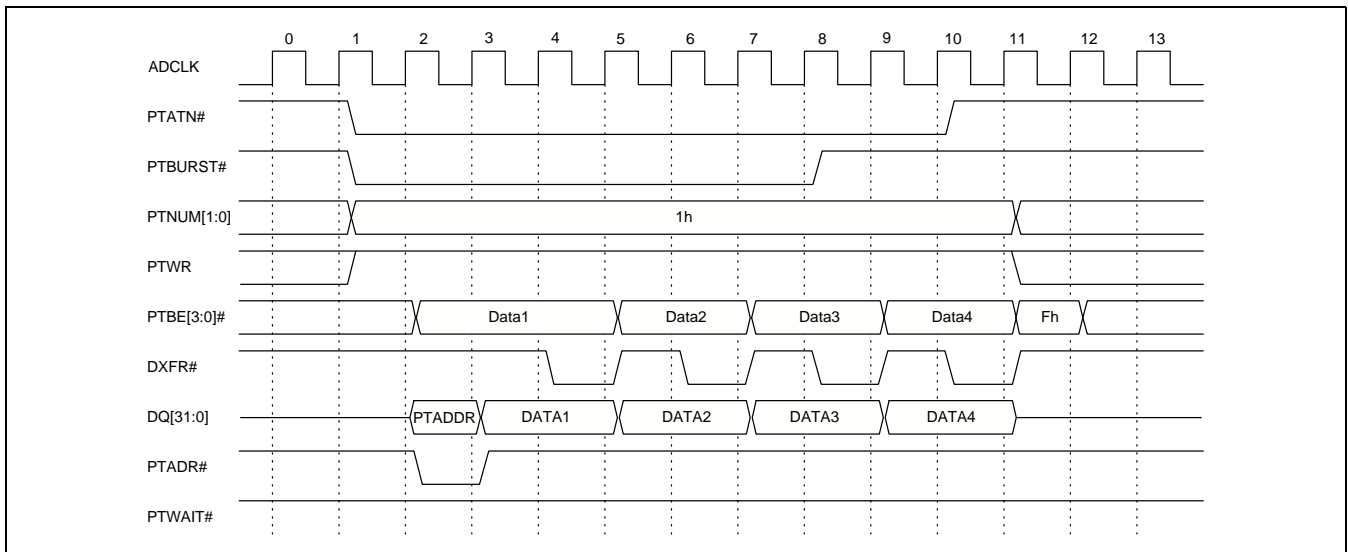 0 1 2 3 4 5 6 7 8 9 10 11 12 13
ADCLK
PTATN#
PTBURST#
PTNUM[1:0] 1h
PTWR
PTBE[3:0]# Data1 Data2 Data3 Data4 Fh
DXFR#
DQ[31:0] PTADDR DATA1 DATA2 DATA3 DATA4
PTADR#
PTWAIT#